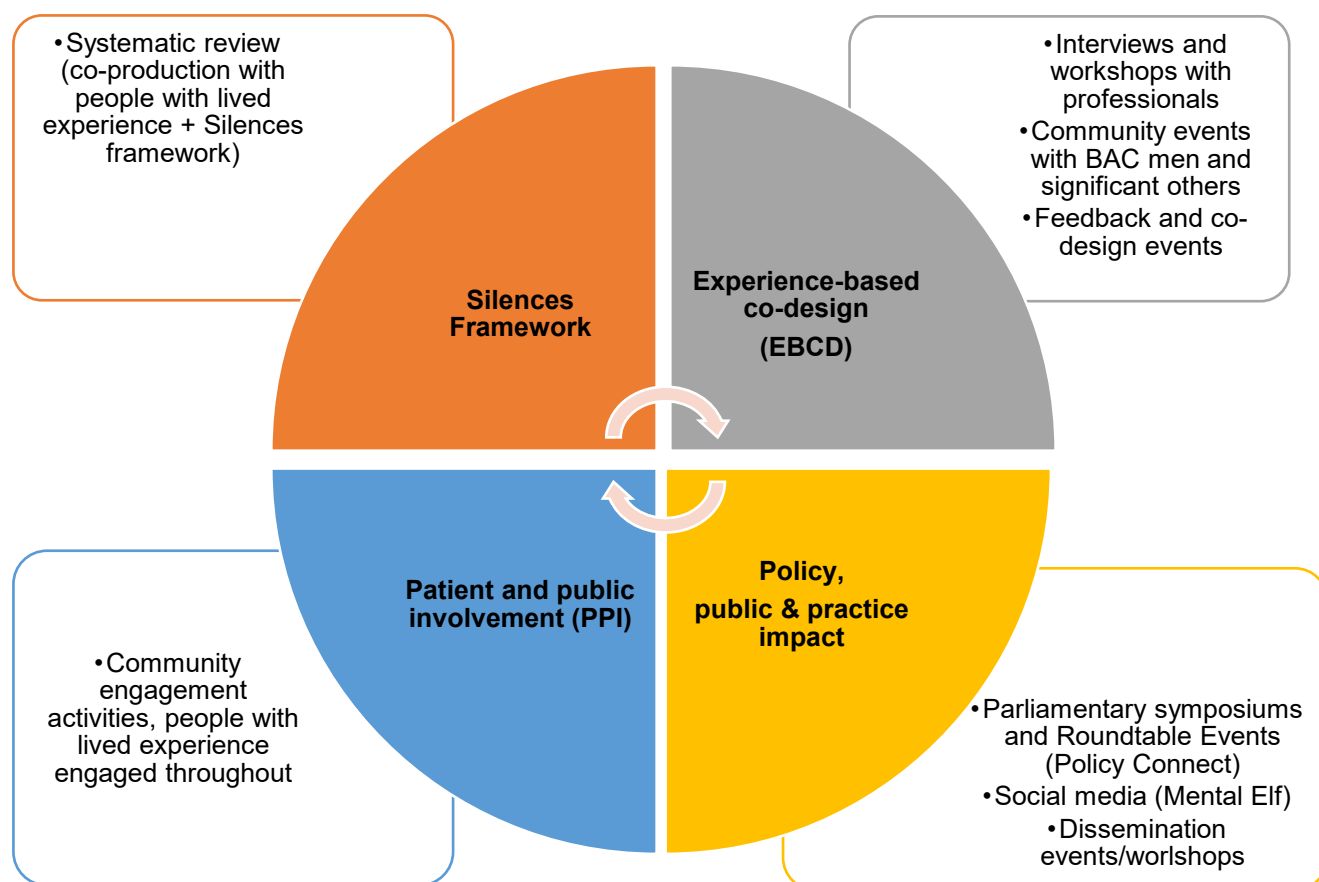 •Systematic review
(co-production with
people with lived
experience + Silences
framework)
•Interviews and
workshops with
professionals
•Community events
with BAC men and
significant others
•Feedback and co-
design events
Silences
Framework
Experience-based
co-design
(EBCD)
Patient and public
involvement (PPI)
Policy,
public & practice
impact
•Community
engagement
activities, people with
lived experience
engaged throughout
•Parliamentary symposiums
and Roundtable Events
(Policy Connect)
•Social media (Mental Elf)
•Dissemination
events/worlshops